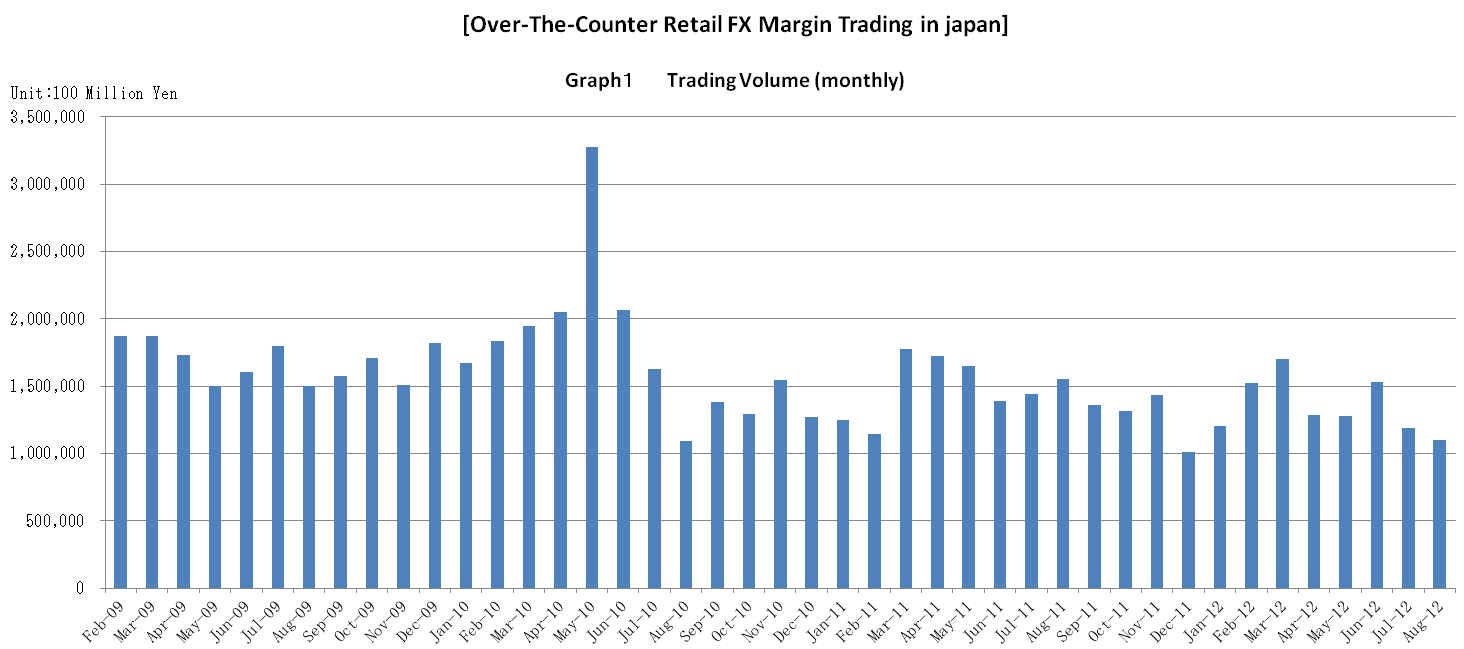 [Over-The-Counter Retail FX Margin Trading in japan]
Graph1 Trading Volume (monthly)
Unit:100 Million Yen
3,500,000
3,000,000
2,500,000
2,000,000
1,500,000
1,000,000
500,000
0
Feb-09 Mar-09 Apr-09 May-09 Jun-09 Jul-09 Aug-09 Sep-09 Oct-09 Nov-09 Dec-09 Jan-10 Feb-10 Mar-10 Apr-10 May-10 Jun-10 Jul-10 Aug-10 Sep-10 Oct-10 Nov-10 Dec-10 Jan-11 Feb-11 Mar-11 Apr-11 May-11 Jun-11 Jul-11 Aug-11 Sep-11 Oct-11 Nov-11 Dec-11 Jan-12 Feb-12 Mar-12 Apr-12 May-12 Jun-12 Jul-12 Aug-12